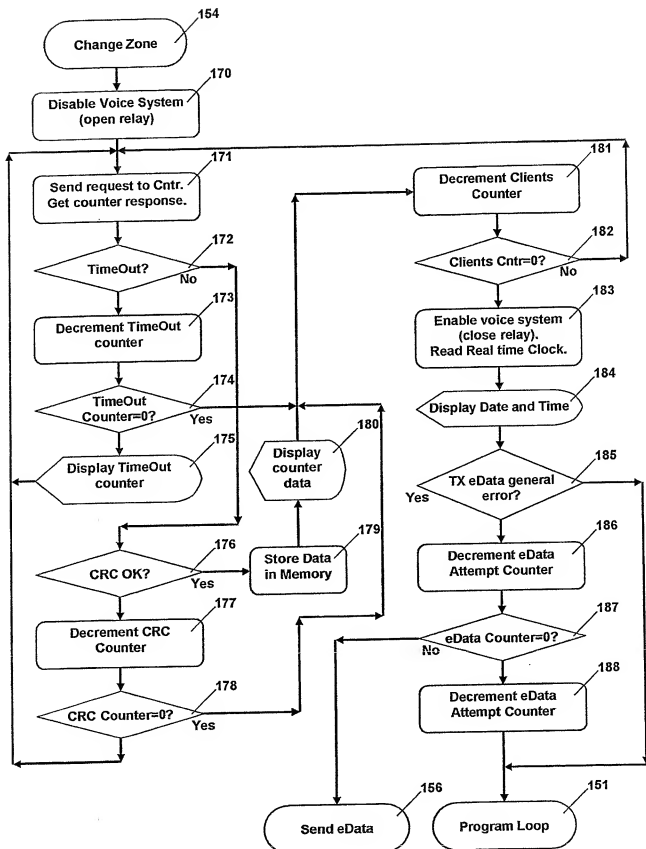 154
Change Zone
170
Disable Voice System
(open relay)
171
Send request to Cntr.
Get counter response.
172
TimeOut?
No
173
Decrement TimeOut
counter
174
TimeOut
Counter=0?
Yes
175
Display TimeOut
counter
176
CRC OK?
Yes
177
Decrement CRC
Counter
178
CRC Counter=0?
Yes
179
Store Data
in Memory
180
Display
counter
data
181
Decrement Clients
Counter
182
Clients Cntr=0?
No
183
Enable voice system
(close relay).
Read Real time Clock.
184
Display Date and Time
185
TX eData general
error?
Yes
186
Decrement eData
Attempt Counter
187
eData Counter=0?
No
188
Decrement eData
Attempt Counter
156
Send eData
151
Program Loop